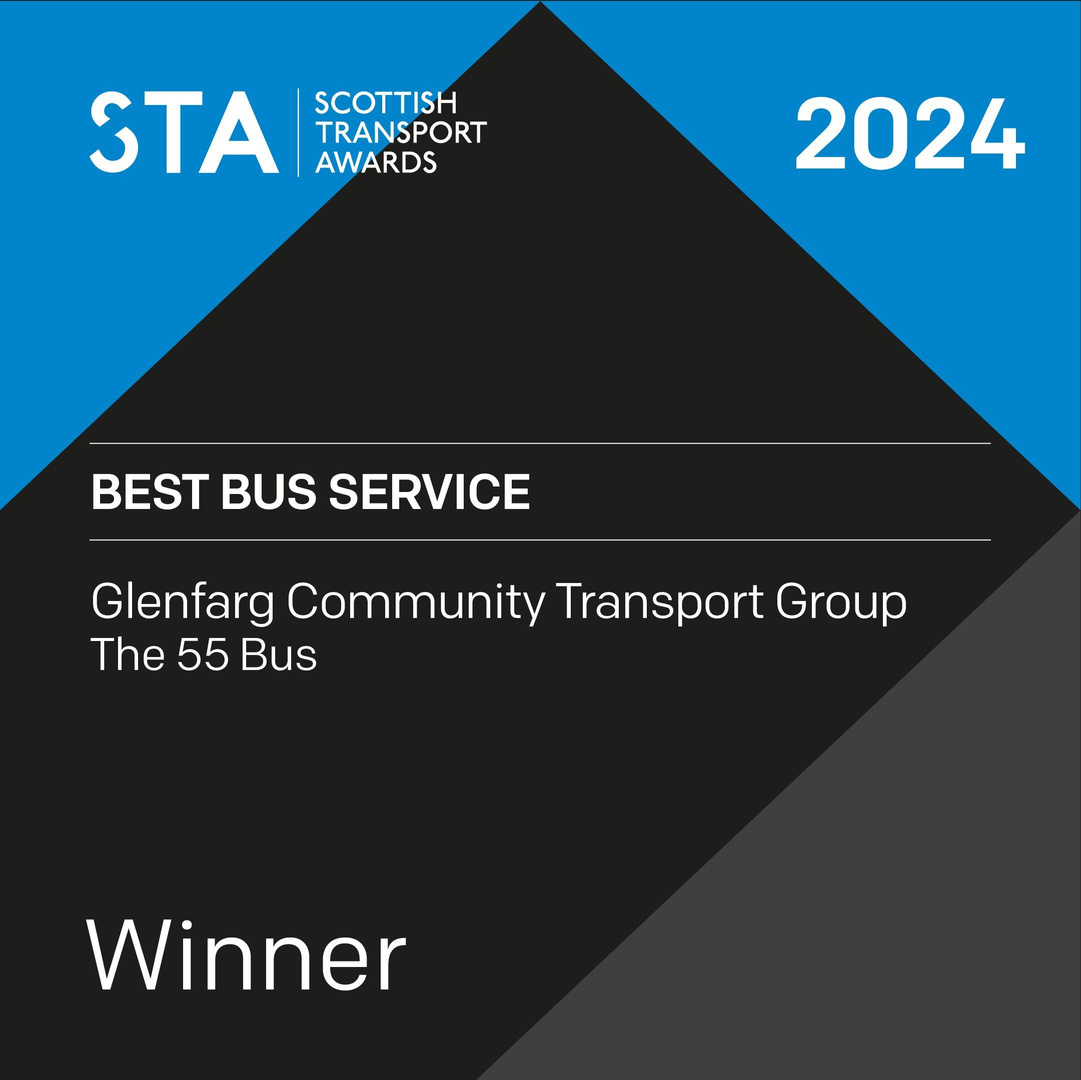 STA
SCOTTISH
TRANSPORT
AWARDS
2024
BEST BUS SERVICE
Glenfarg Community Transport Group
The 55 Bus
Winner